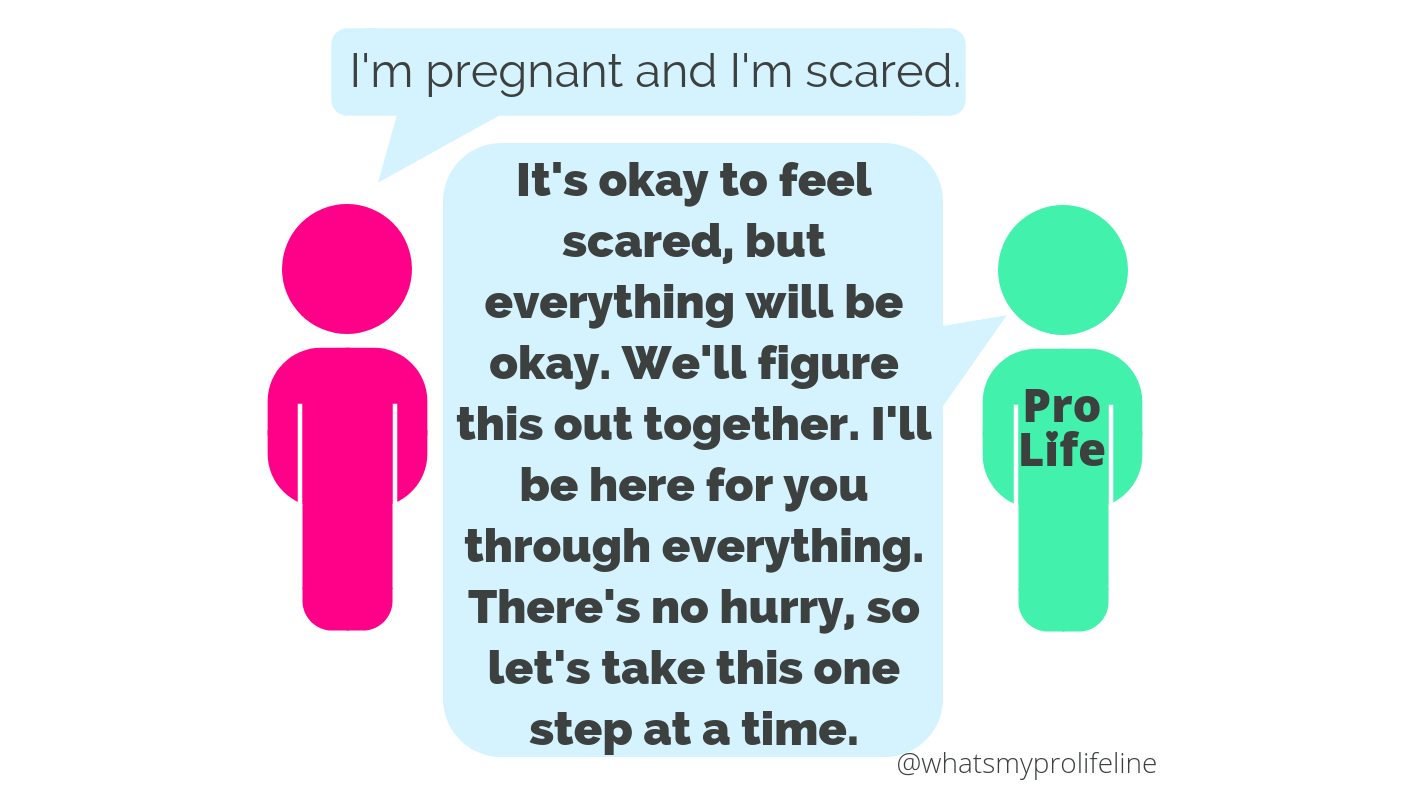 I'm pregnant and I'm scared.
It's okay to feel
scared, but
everything will be
okay. We'll figure
this out together. I'll
be here for you
through everything.
There's no hurry, so
let's take this one
step at a time.
Pro
Life
@whatsmyprolifeline